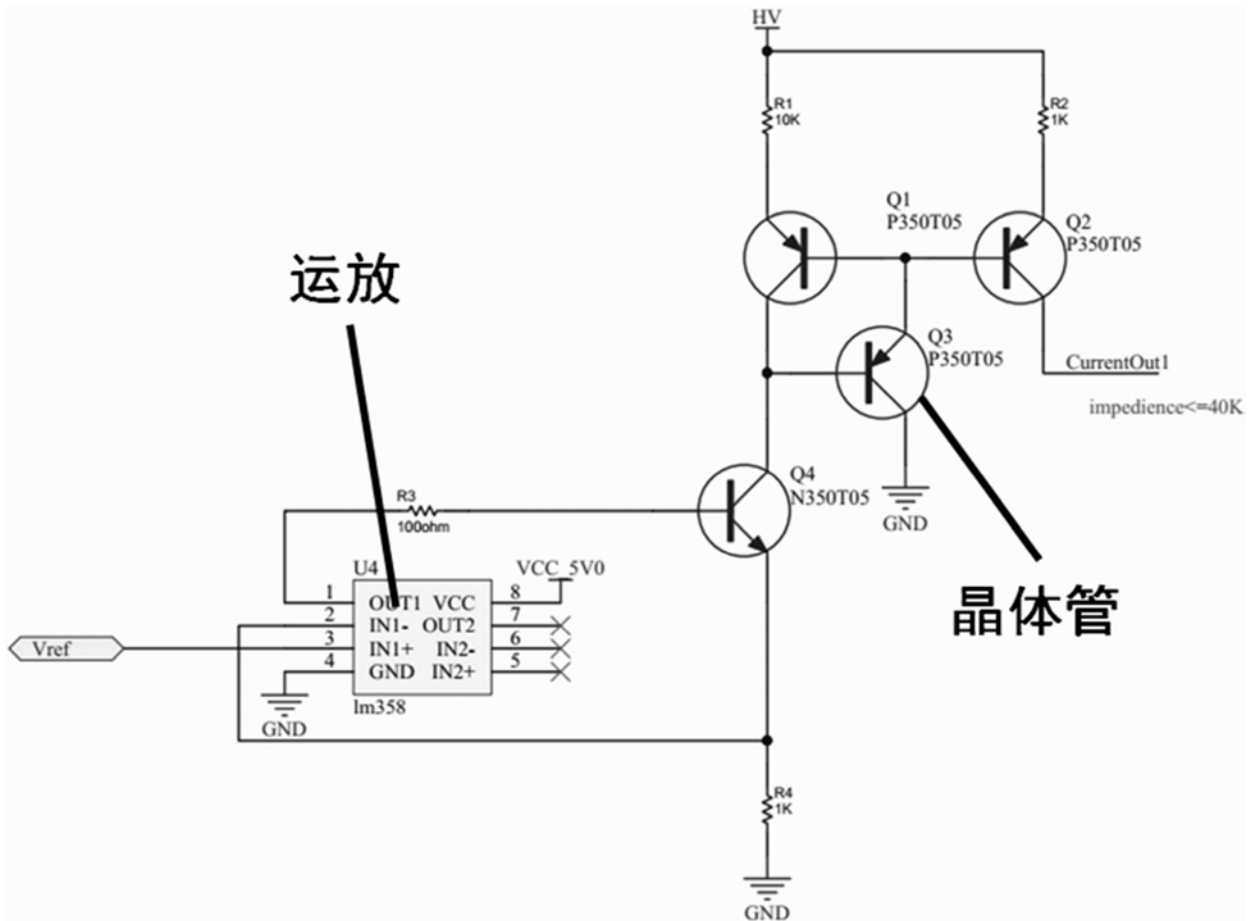 HV
R1
10K
R2
1K
Q1
P350T05
Q2
P350T05
运放
Q3
P350T05
CurrentOut1
impedience<=40K
Q4
N350T05
R3
100ohm
GND
U4
VCC_5V0
晶体管
1 OUT1 VCC 8
2 IN1- OUT2 7
Vref
3 IN1+ IN2- 6
4 GND IN2+ 5
lm358
GND
R4
1K
GND